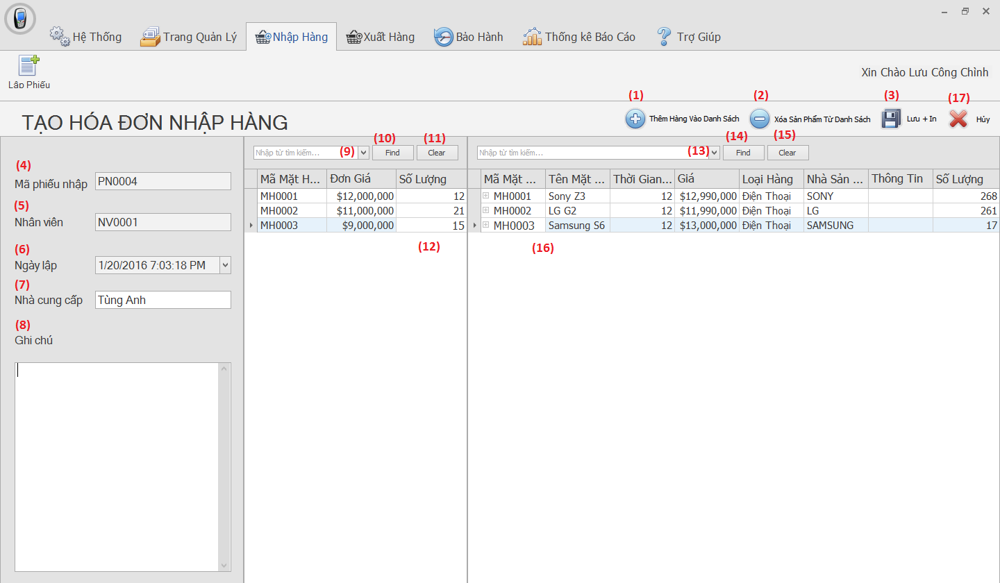 Hệ Thống Trang Quản Lý Nhập Hàng Xuất Hàng Bảo Hành Thống kê Báo Cáo Trợ Giúp
Lập Phiếu
Xin Chào Lưu Công Chình
(1) (2) (3) (17)
TẠO HÓA ĐƠN NHẬP HÀNG
Thêm Hàng Vào Danh Sách Xóa Sản Phẩm Từ Danh Sách Lưu + In Hủy
(10) (11) (14) (15)
Nhập từ tìm kiếm... (9) Find Clear Nhập từ tìm kiếm... (13) Find Clear
(4)
Mã phiếu nhập PN0004
(5)
Nhân viên NV0001
(6)
Ngày lập 1/20/2016 7:03:18 PM
(7)
Nhà cung cấp Tùng Anh
(8)
Ghi chú
Mã Mặt H... Đơn Giá Số Lượng
MH0001 $12,000,000 12
MH0002 $11,000,000 21
MH0003 $9,000,000 15
(12)
Mã Mặt ... Tên Mặt ... Thời Gian... Giá Loại Hàng Nhà Sản ... Thông Tin Số Lượng
MH0001 Sony Z3 12 $12,990,000 Điện Thoại SONY 268
MH0002 LG G2 12 $11,990,000 Điện Thoại LG 261
MH0003 Samsung S6 12 $13,000,000 Điện Thoại SAMSUNG 17
(16)